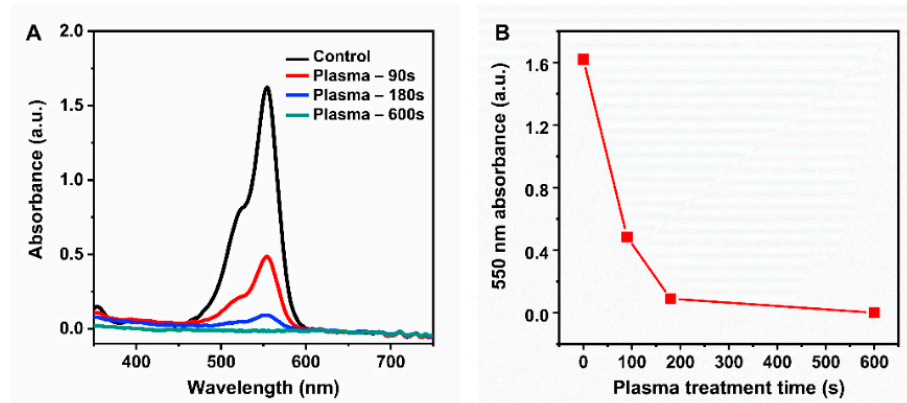 A
2.0
1.5
1.0
0.5
0.0
Absorbance (a.u.)
Control
Plasma – 90s
Plasma – 180s
Plasma – 600s
400 500 600 700
Wavelength (nm)
B
1.6
1.2
0.8
0.4
0.0
550 nm absorbance (a.u.)
0 100 200 300 400 500 600
Plasma treatment time (s)